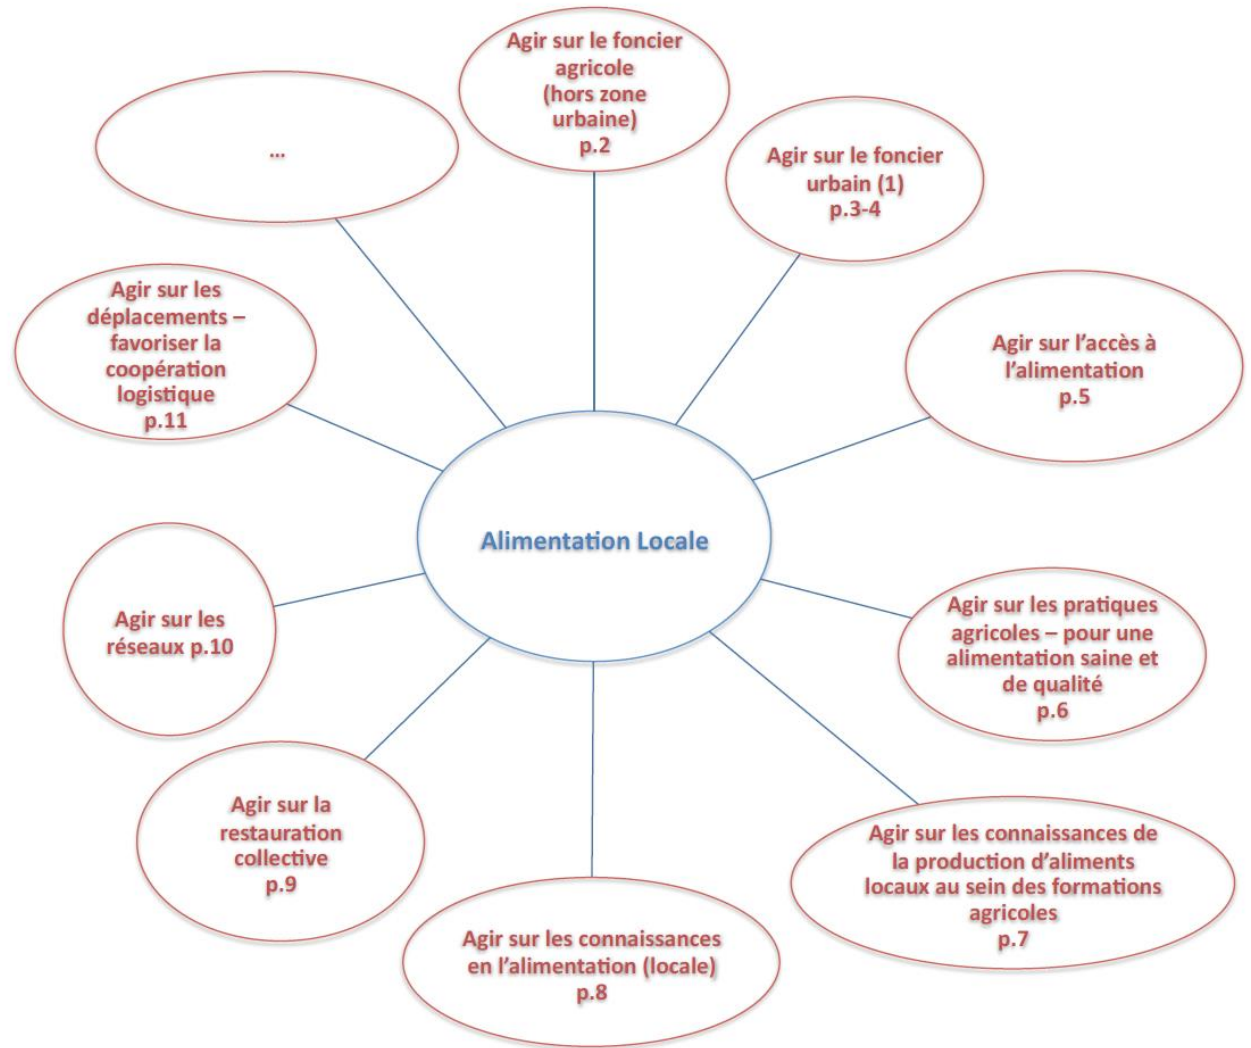 Agir sur le foncier
agricole
(hors zone
urbaine)
p.2
Agir sur le foncier
urbain (1)
p.3-4
Agir sur l’accès à
l’alimentation
p.5
Agir sur les pratiques
agricoles – pour une
alimentation saine et
de qualité
p.6
Agir sur les connaissances de
la production d’aliments
locaux au sein des formations
agricoles
p.7
Agir sur les connaissances
en l’alimentation (locale)
p.8
Agir sur la
restauration
collective
p.9
Agir sur les
réseaux p.10
Agir sur les
déplacements –
favoriser la
coopération
logistique
p.11
...
Alimentation Locale